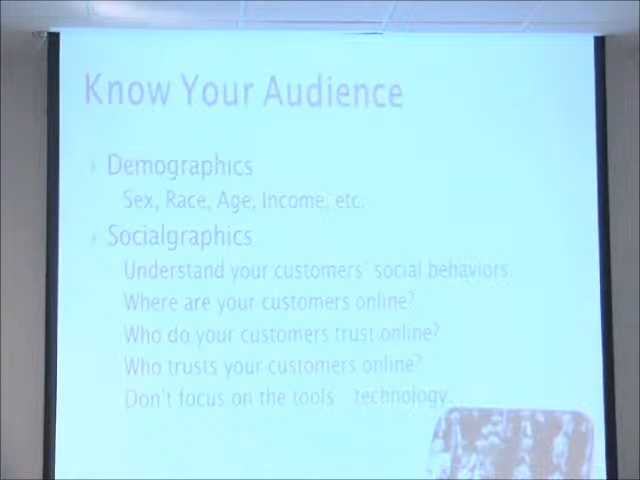 Know Your Audience
Demographics
Sex, Race, Age, Income, etc.
Socialgraphics
Understand your customers' social behaviors.
Where are your customers online?
Who do your customers trust online?
Who trusts your customers online?
Don't focus on the tools technology.